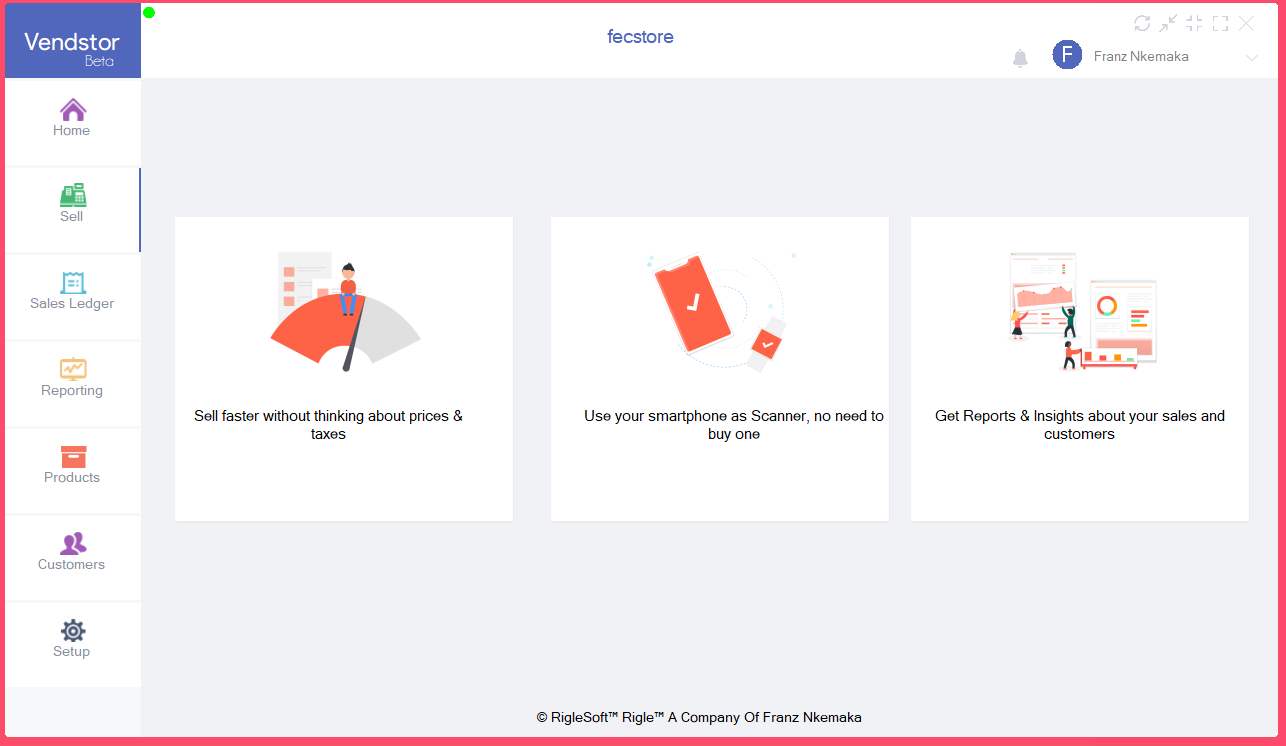 Vendstor
Beta
fecstore
F
Franz Nkemaka
Home
Sell
Sales Ledger
Reporting
Products
Customers
Setup
Sell faster without thinking about prices &
taxes
Use your smartphone as Scanner, no need to
buy one
Get Reports & Insights about your sales and
customers
© RigleSoft™ Rigle™ A Company Of Franz Nkemaka